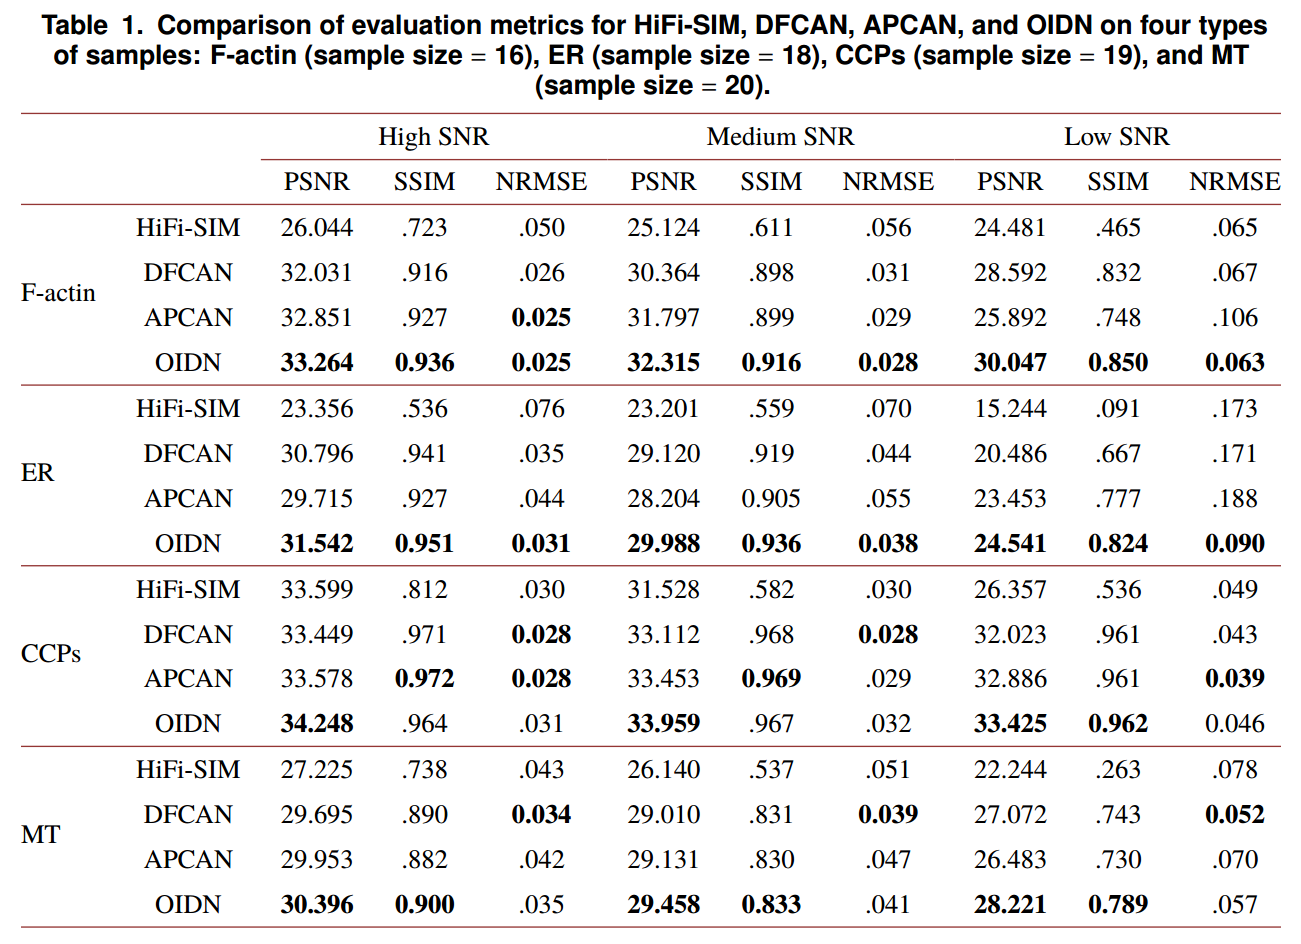 Table 1. Comparison of evaluation metrics for HiFi-SIM, DFCAN, APCAN, and OIDN on four types
of samples: F-actin (sample size = 16), ER (sample size = 18), CCPs (sample size = 19), and MT
(sample size = 20).
High SNR Medium SNR Low SNR
PSNR SSIM NRMSE PSNR SSIM NRMSE PSNR SSIM NRMSE
HiFi-SIM 26.044 .723 .050 25.124 .611 .056 24.481 .465 .065
DFCAN 32.031 .916 .026 30.364 .898 .031 28.592 .832 .067
F-actin
APCAN 32.851 .927 0.025 31.797 .899 .029 25.892 .748 .106
OIDN 33.264 0.936 0.025 32.315 0.916 0.028 30.047 0.850 0.063
HiFi-SIM 23.356 .536 .076 23.201 .559 .070 15.244 .091 .173
DFCAN 30.796 .941 .035 29.120 .919 .044 20.486 .667 .171
ER
APCAN 29.715 .927 .044 28.204 0.905 .055 23.453 .777 .188
OIDN 31.542 0.951 0.031 29.988 0.936 0.038 24.541 0.824 0.090
HiFi-SIM 33.599 .812 .030 31.528 .582 .030 26.357 .536 .049
DFCAN 33.449 .971 0.028 33.112 .968 0.028 32.023 .961 .043
CCPs
APCAN 33.578 0.972 0.028 33.453 0.969 .029 32.886 .961 0.039
OIDN 34.248 .964 .031 33.959 .967 .032 33.425 0.962 0.046
HiFi-SIM 27.225 .738 .043 26.140 .537 .051 22.244 .263 .078
DFCAN 29.695 .890 0.034 29.010 .831 0.039 27.072 .743 0.052
MT
APCAN 29.953 .882 .042 29.131 .830 .047 26.483 .730 .070
OIDN 30.396 0.900 .035 29.458 0.833 .041 28.221 0.789 .057